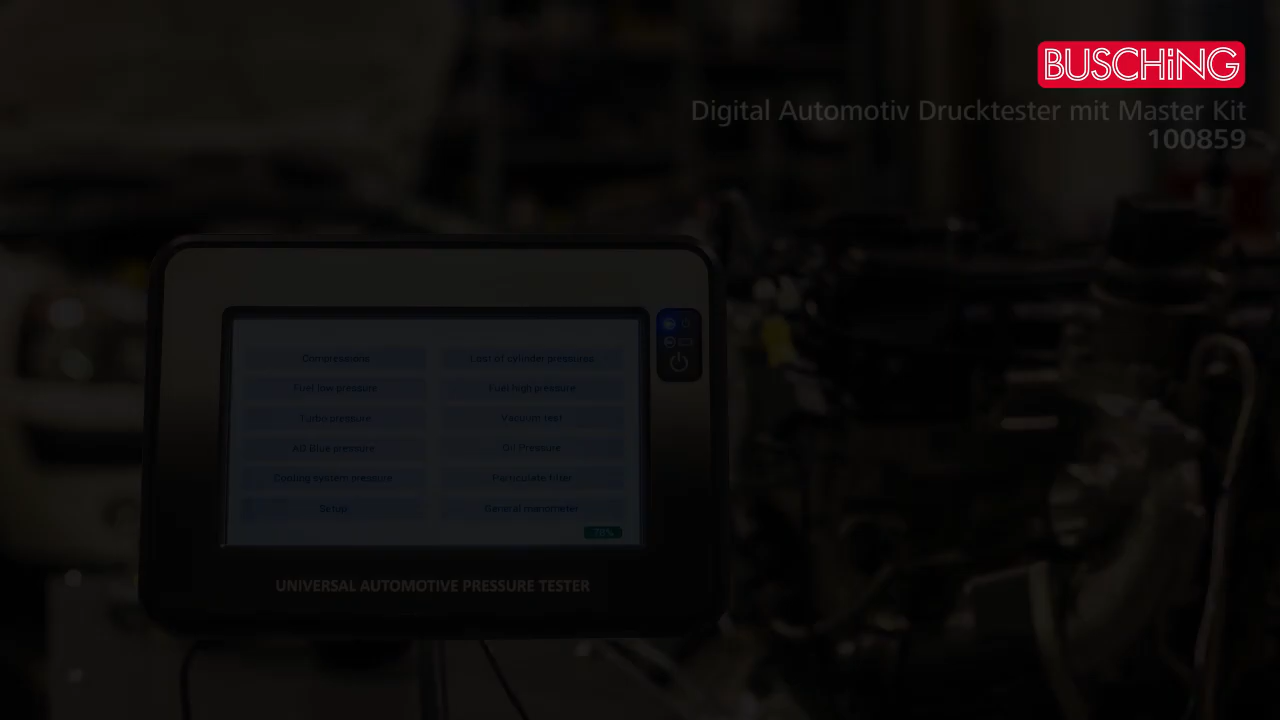 BUSCHiNG
Digital Automotiv Drucktester mit Master Kit
100859
Compressions
Lost of cylinder pressures
Fuel low pressure
Fuel high pressure
Turbo pressure
Vacuum test
AD Blue pressure
Oil Pressure
Cooling system pressure
Particulate filter
Setup
General manometer
76%
UNIVERSAL AUTOMOTIVE PRESSURE TESTER